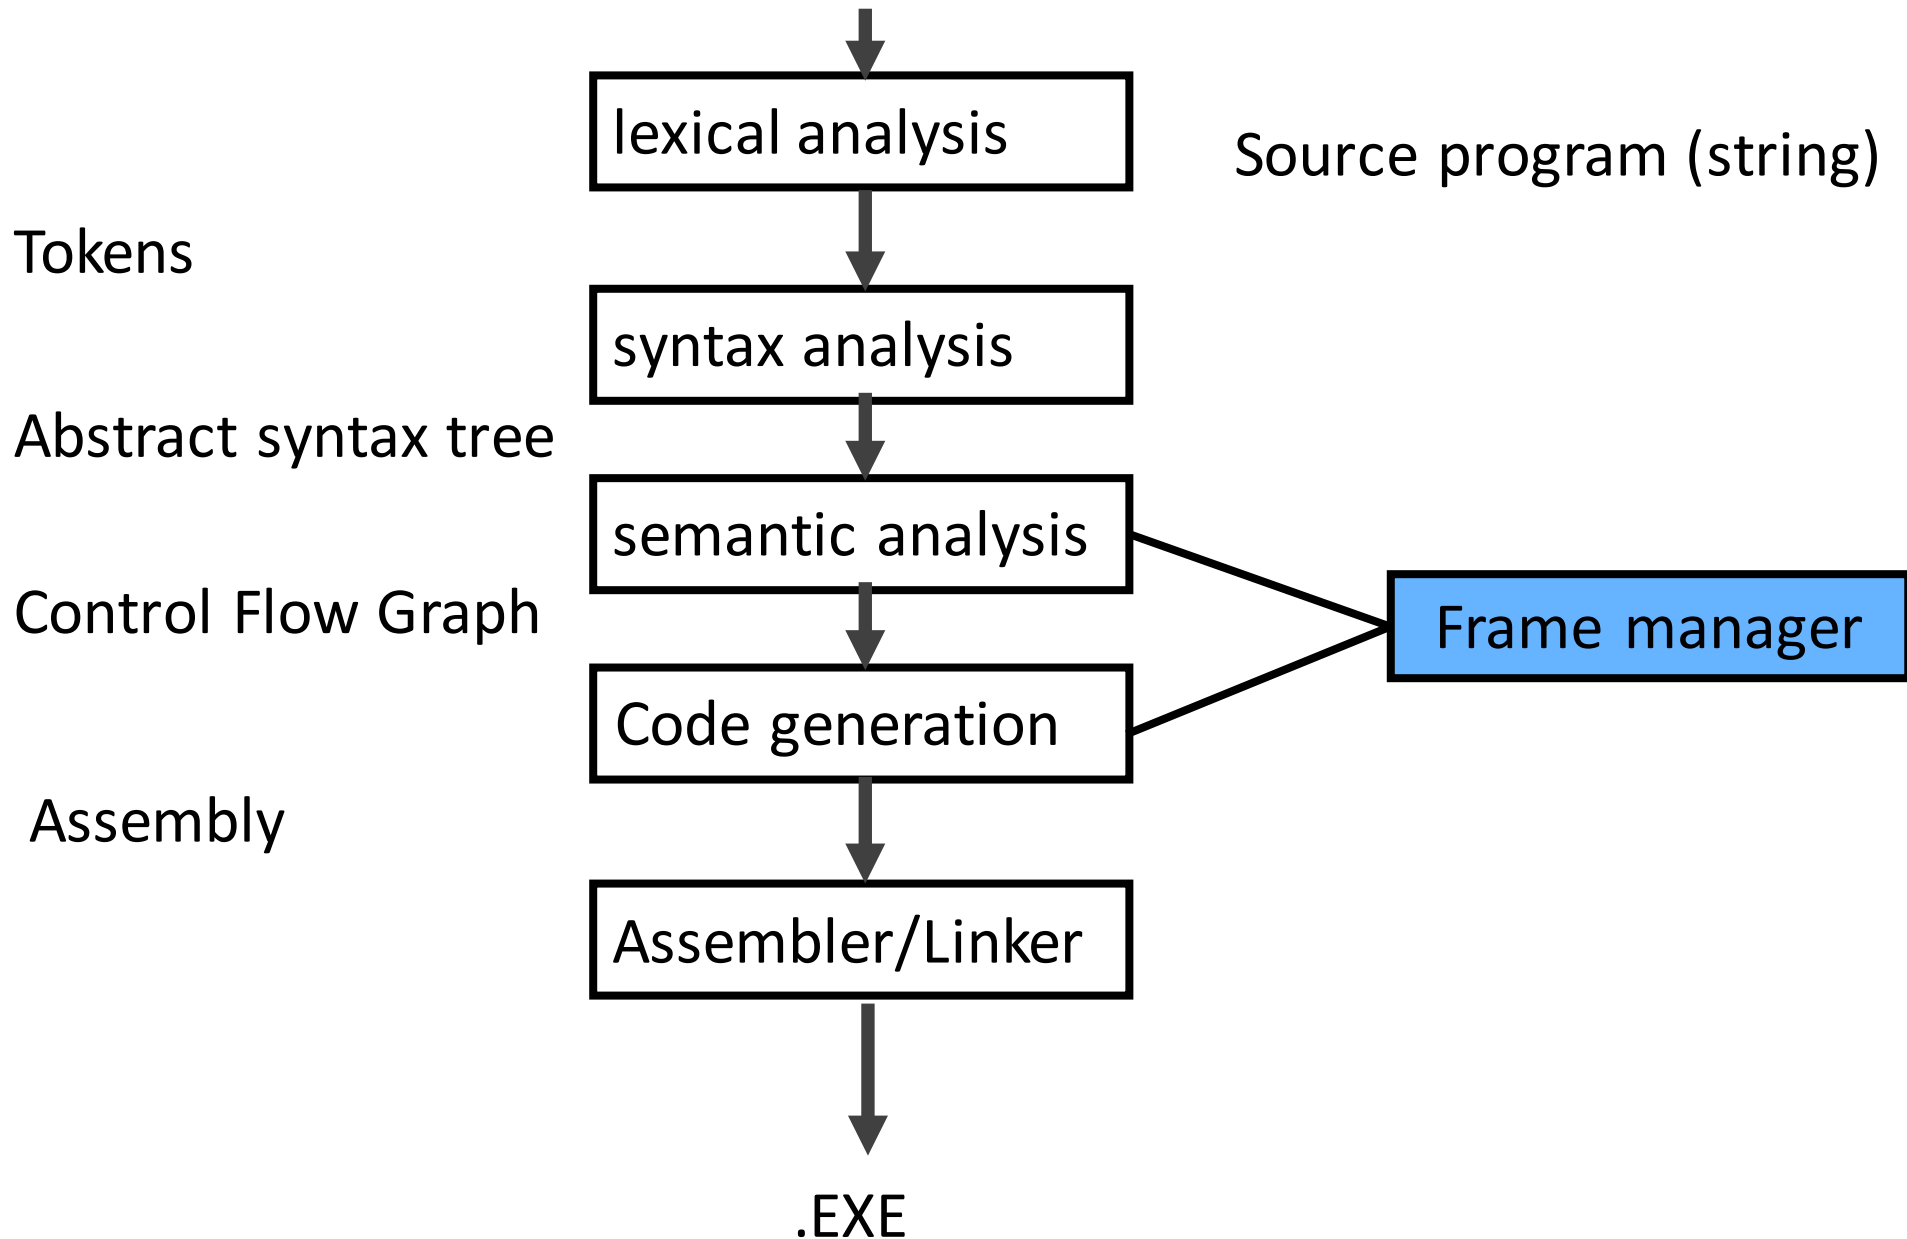 lexical analysis
Source program (string)
Tokens
syntax analysis
Abstract syntax tree
semantic analysis
Control Flow Graph
Frame manager
Code generation
Assembly
Assembler/Linker
.EXE